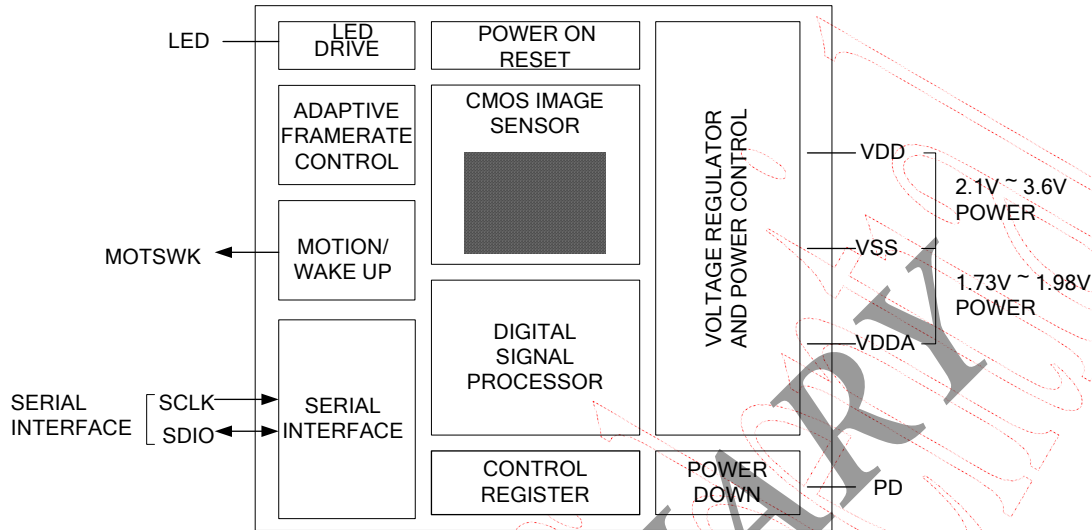 LED
LED
DRIVE
POWER ON
RESET
ADAPTIVE
FRAMERATE
CONTROL
CMOS IMAGE
SENSOR
VOLTAGE REGULATOR
AND POWER CONTROL
VDD
2.1V ~ 3.6V
POWER
MOTSWK
MOTION/
WAKE UP
VSS
1.73V ~ 1.98V
POWER
VDDA
DIGITAL
SIGNAL
PROCESSOR
SERIAL
INTERFACE
SCLK
SDIO
SERIAL
INTERFACE
CONTROL
REGISTER
POWER
DOWN
PD
ARY